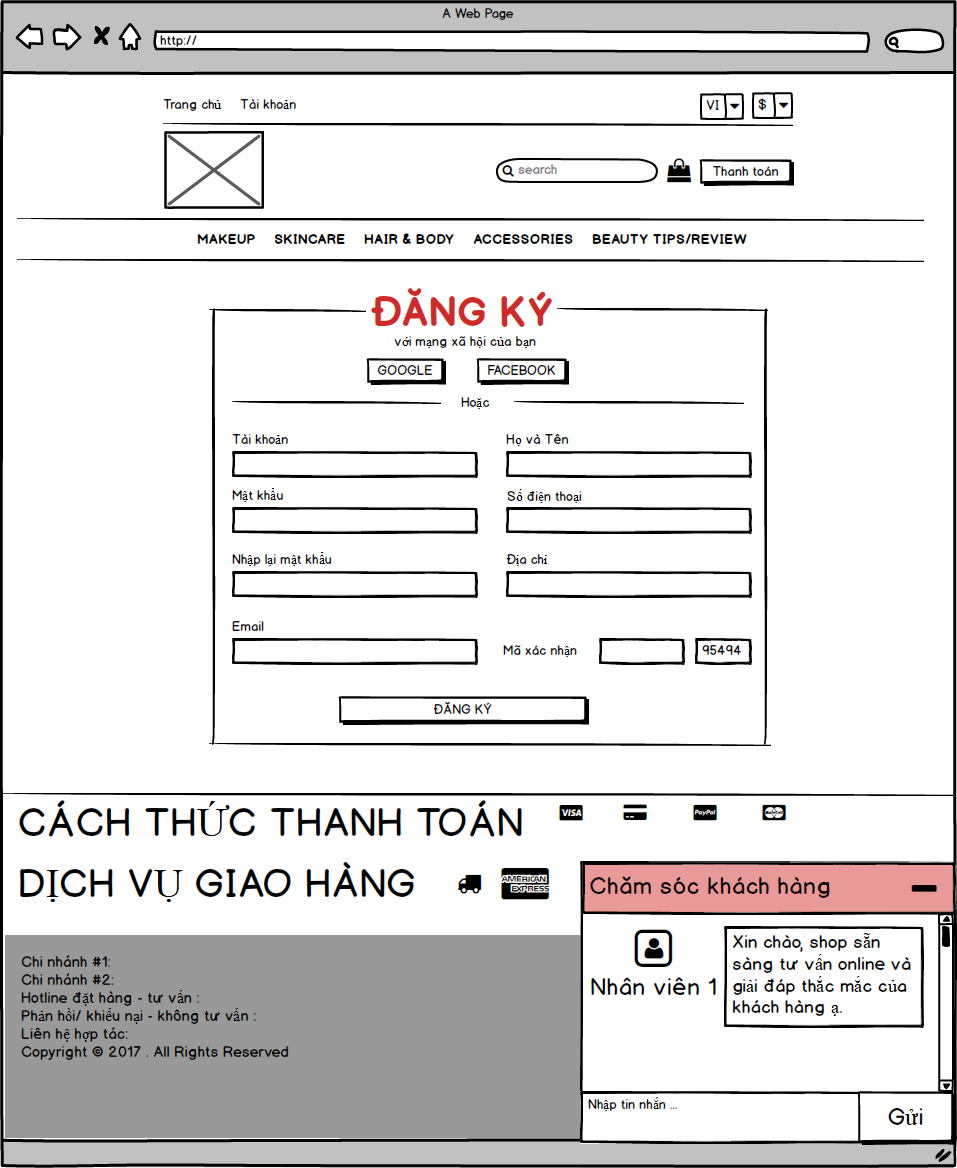 A Web Page
http://
Trang chủ Tài khoản VI $
search Thanh toán
MAKEUP SKINCARE HAIR & BODY ACCESSORIES BEAUTY TIPS/REVIEW
ĐĂNG KÝ
với mạng xã hội của bạn
GOOGLE FACEBOOK
Hoặc
Tài khoản Họ và Tên
Mật khẩu Số điện thoại
Nhập lại mật khẩu Địa chỉ
Email
Mã xác nhận 95494
ĐĂNG KÝ
CÁCH THỨC THANH TOÁN VISA PayPal
DỊCH VỤ GIAO HÀNG AMERICAN EXPRESS
Chăm sóc khách hàng
Nhân viên 1
Xin chào, shop sẵn
sàng tư vấn online và
giải đáp thắc mắc của
khách hàng ạ.
Nhập tin nhắn ...
Gửi
Chi nhánh #1:
Chi nhánh #2:
Hotline đặt hàng - tư vấn :
Phản hồi/ khiếu nại - không tư vấn :
Liên hệ hợp tác:
Copyright © 2017 . All Rights Reserved